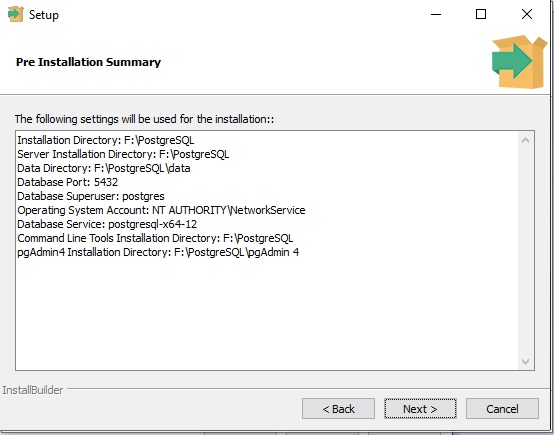 Setup
Pre Installation Summary
The following settings will be used for the installation::
Installation Directory: F:\PostgreSQL
Server Installation Directory: F:\PostgreSQL
Data Directory: F:\PostgreSQL\data
Database Port: 5432
Database Superuser: postgres
Operating System Account: NT AUTHORITY\NetworkService
Database Service: postgresql-x64-12
Command Line Tools Installation Directory: F:\PostgreSQL
pgAdmin4 Installation Directory: F:\PostgreSQL\pgAdmin 4
InstallBuilder
< Back
Next >
Cancel